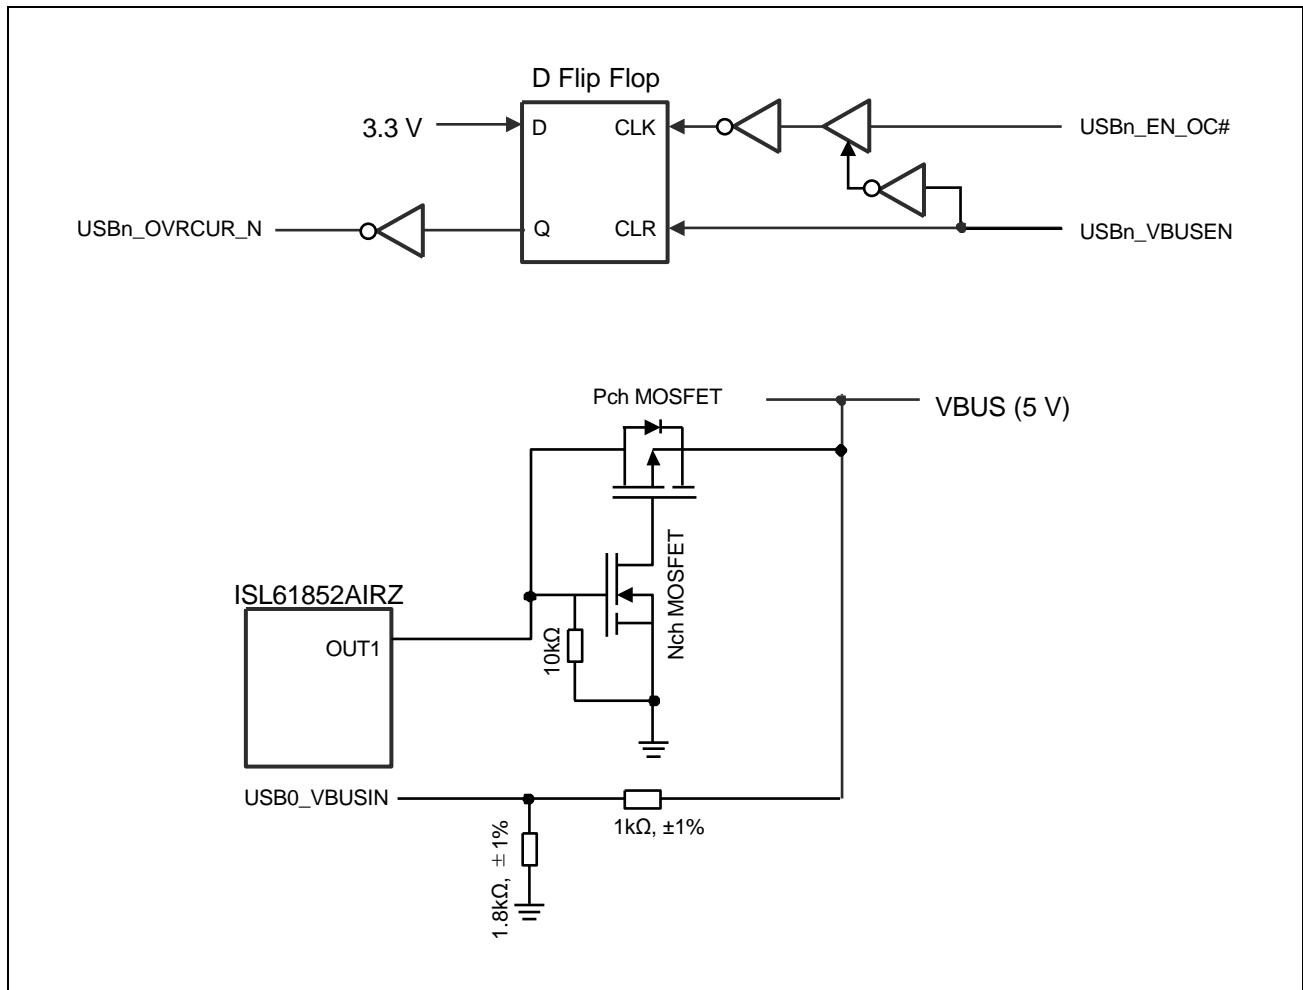 D Flip Flop
3.3 V
D
CLK
USBn_EN_OC#
USBn_OVRCUR_N
Q
CLR
USBn_VBUSEN
Pch MOSFET
VBUS (5 V)
Nch MOSFET
ISL61852AIRZ
OUT1
10kΩ
USB0_VBUSIN
1kΩ, ±1%
1.8kΩ, ±1%